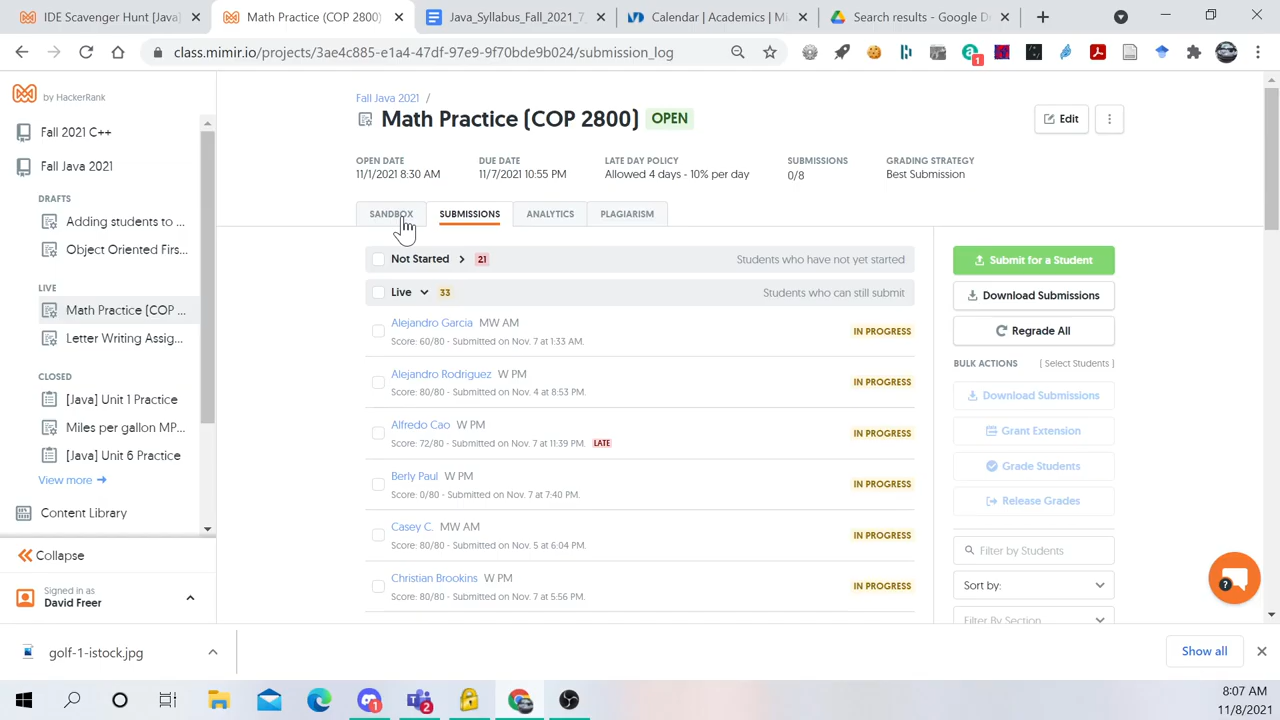 IDE Scavenger Hunt [Java]
Math Practice (COP 2800)
Java_Syllabus_Fall_2021_7
Calendar | Academics | Mi
Search results - Google D
class.mimir.io/projects/3ae4c885-e1a4-47df-97e9-9f70bde9b024/submission_log
1
by HackerRank
Fall 2021 C++
Fall Java 2021
DRAFTS
Adding students to ...
Object Oriented Firs...
LIVE
Math Practice (COP ...
Letter Writing Assig...
CLOSED
[Java] Unit 1 Practice
Miles per gallon MP...
[Java] Unit 6 Practice
View more
Content Library
Collapse
Signed in as
David Freer
Fall Java 2021 /
Math Practice (COP 2800) OPEN
Edit
OPEN DATE
11/1/2021 8:30 AM
DUE DATE
11/7/2021 10:55 PM
LATE DAY POLICY
Allowed 4 days - 10% per day
SUBMISSIONS
0/8
GRADING STRATEGY
Best Submission
SANDBOX
SUBMISSIONS
ANALYTICS
PLAGIARISM
Not Started > 21 Students who have not yet started
Live 33 Students who can still submit
Alejandro Garcia MW AM
Score: 60/80 - Submitted on Nov. 7 at 1:33 AM.
IN PROGRESS
Alejandro Rodriguez W PM
Score: 80/80 - Submitted on Nov. 4 at 8:53 PM.
IN PROGRESS
Alfredo Cao W PM
Score: 72/80 - Submitted on Nov. 7 at 11:39 PM. LATE
IN PROGRESS
Berly Paul W PM
Score: 0/80 - Submitted on Nov. 7 at 7:40 PM.
IN PROGRESS
Casey C. MW AM
Score: 80/80 - Submitted on Nov. 5 at 6:04 PM.
IN PROGRESS
Christian Brookins W PM
Score: 80/80 - Submitted on Nov. 7 at 5:56 PM.
IN PROGRESS
Submit for a Student
Download Submissions
Regrade All
BULK ACTIONS [ Select Students ]
Download Submissions
Grant Extension
Grade Students
Release Grades
Filter by Students
Sort by:
Filter By Section
?
golf-1-istock.jpg
Show all
1
2
8:07 AM
11/8/2021